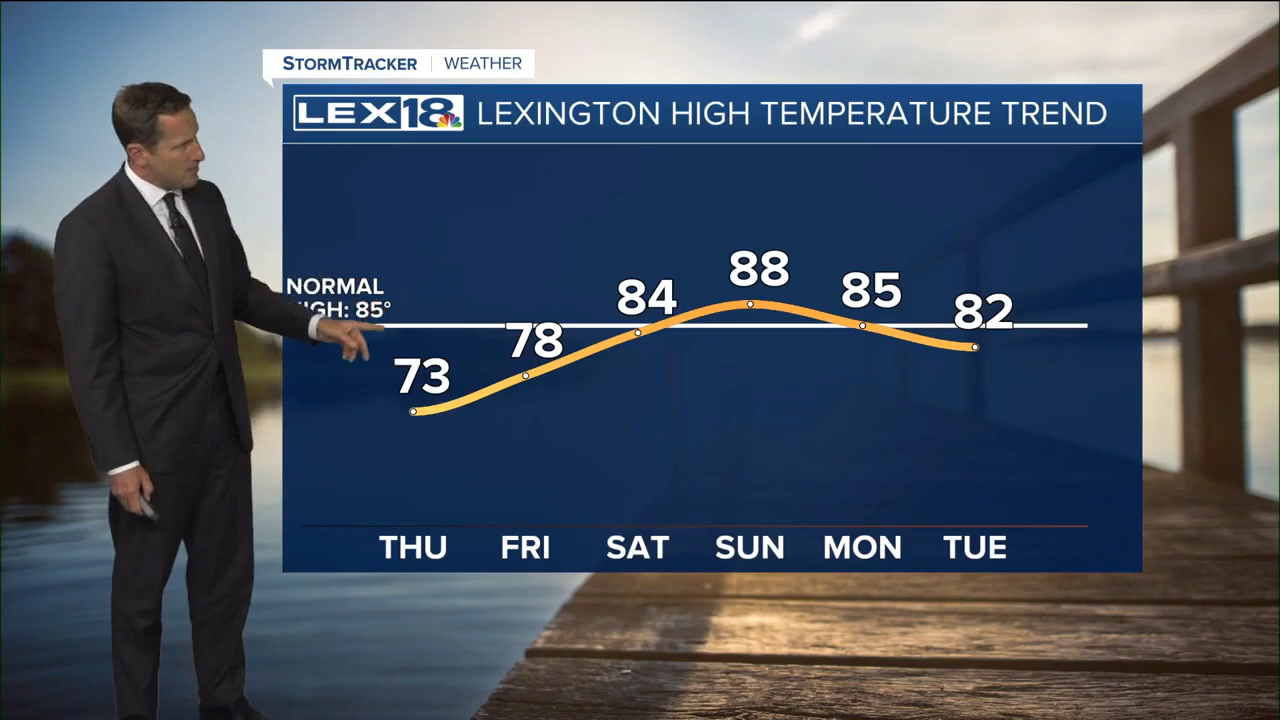 STORMTRACKER | WEATHER
LEX18 LEXINGTON HIGH TEMPERATURE TREND
NORMAL
HIGH: 85°
73 78 84 88 85 82
THU FRI SAT SUN MON TUE